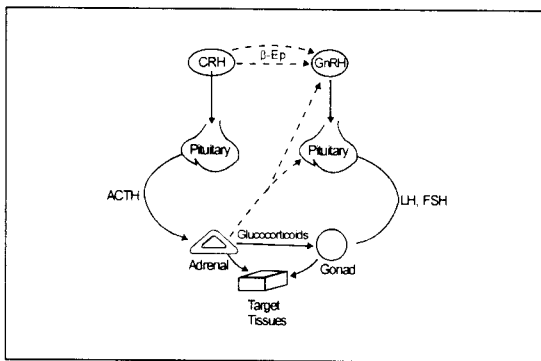 CRH
β-Ep
GnRH
Pituitary
Pituitary
ACTH
LH, FSH
Glucocorticoids
Adrenal
Gonad
Target
Tissues